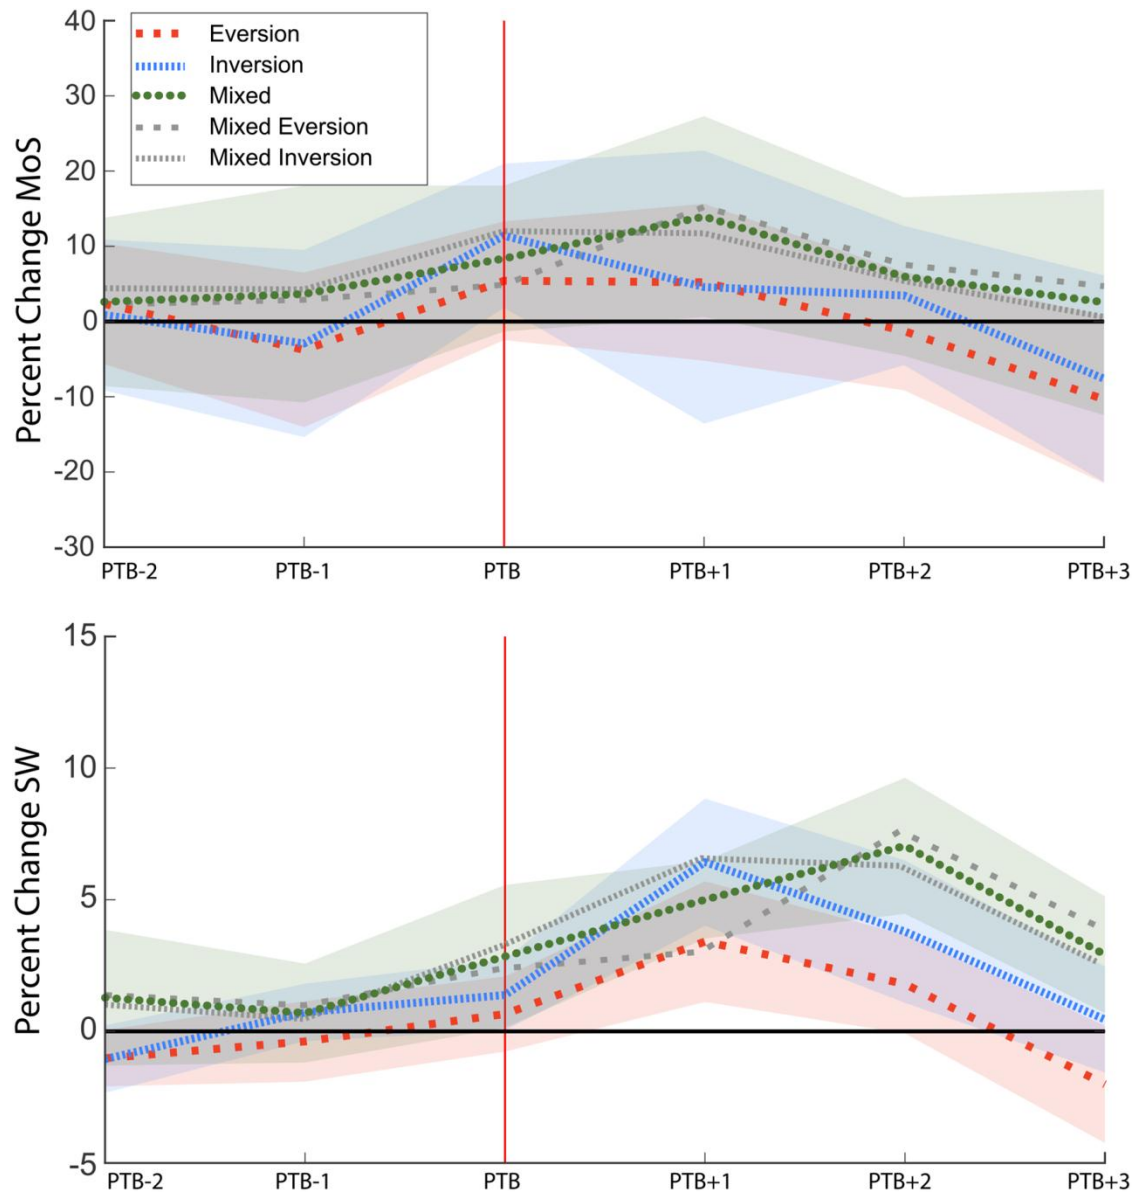 Percent Change MoS
40
30
20
10
0
-10
-20
-30
Eversion
Inversion
Mixed
Mixed Eversion
Mixed Inversion
PTB-2 PTB-1 PTB PTB+1 PTB+2 PTB+3
Percent Change SW
15
10
5
0
-5
PTB-2 PTB-1 PTB PTB+1 PTB+2 PTB+3